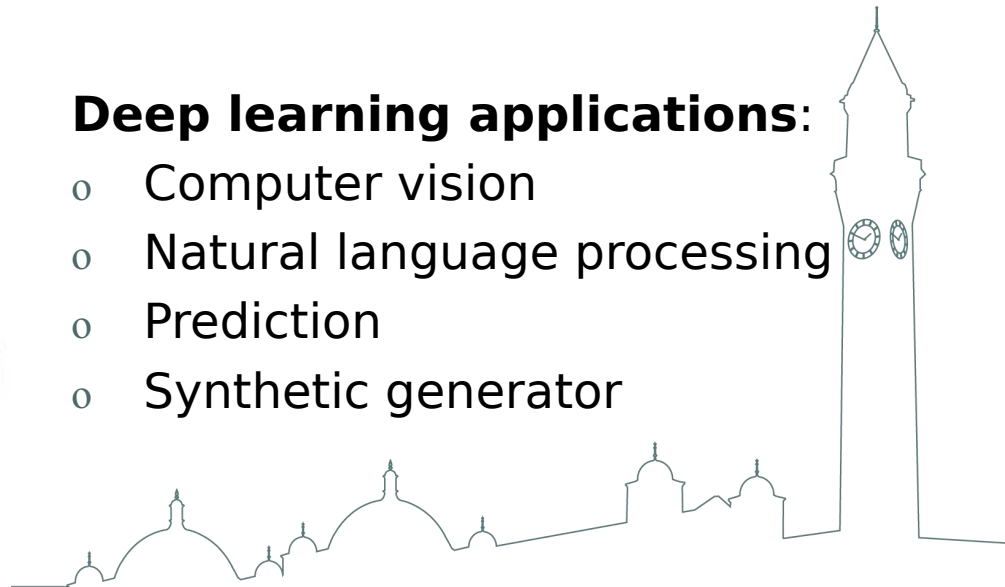 Deep learning applications:
o Computer vision
o Natural language processing
o Prediction
o Synthetic generator